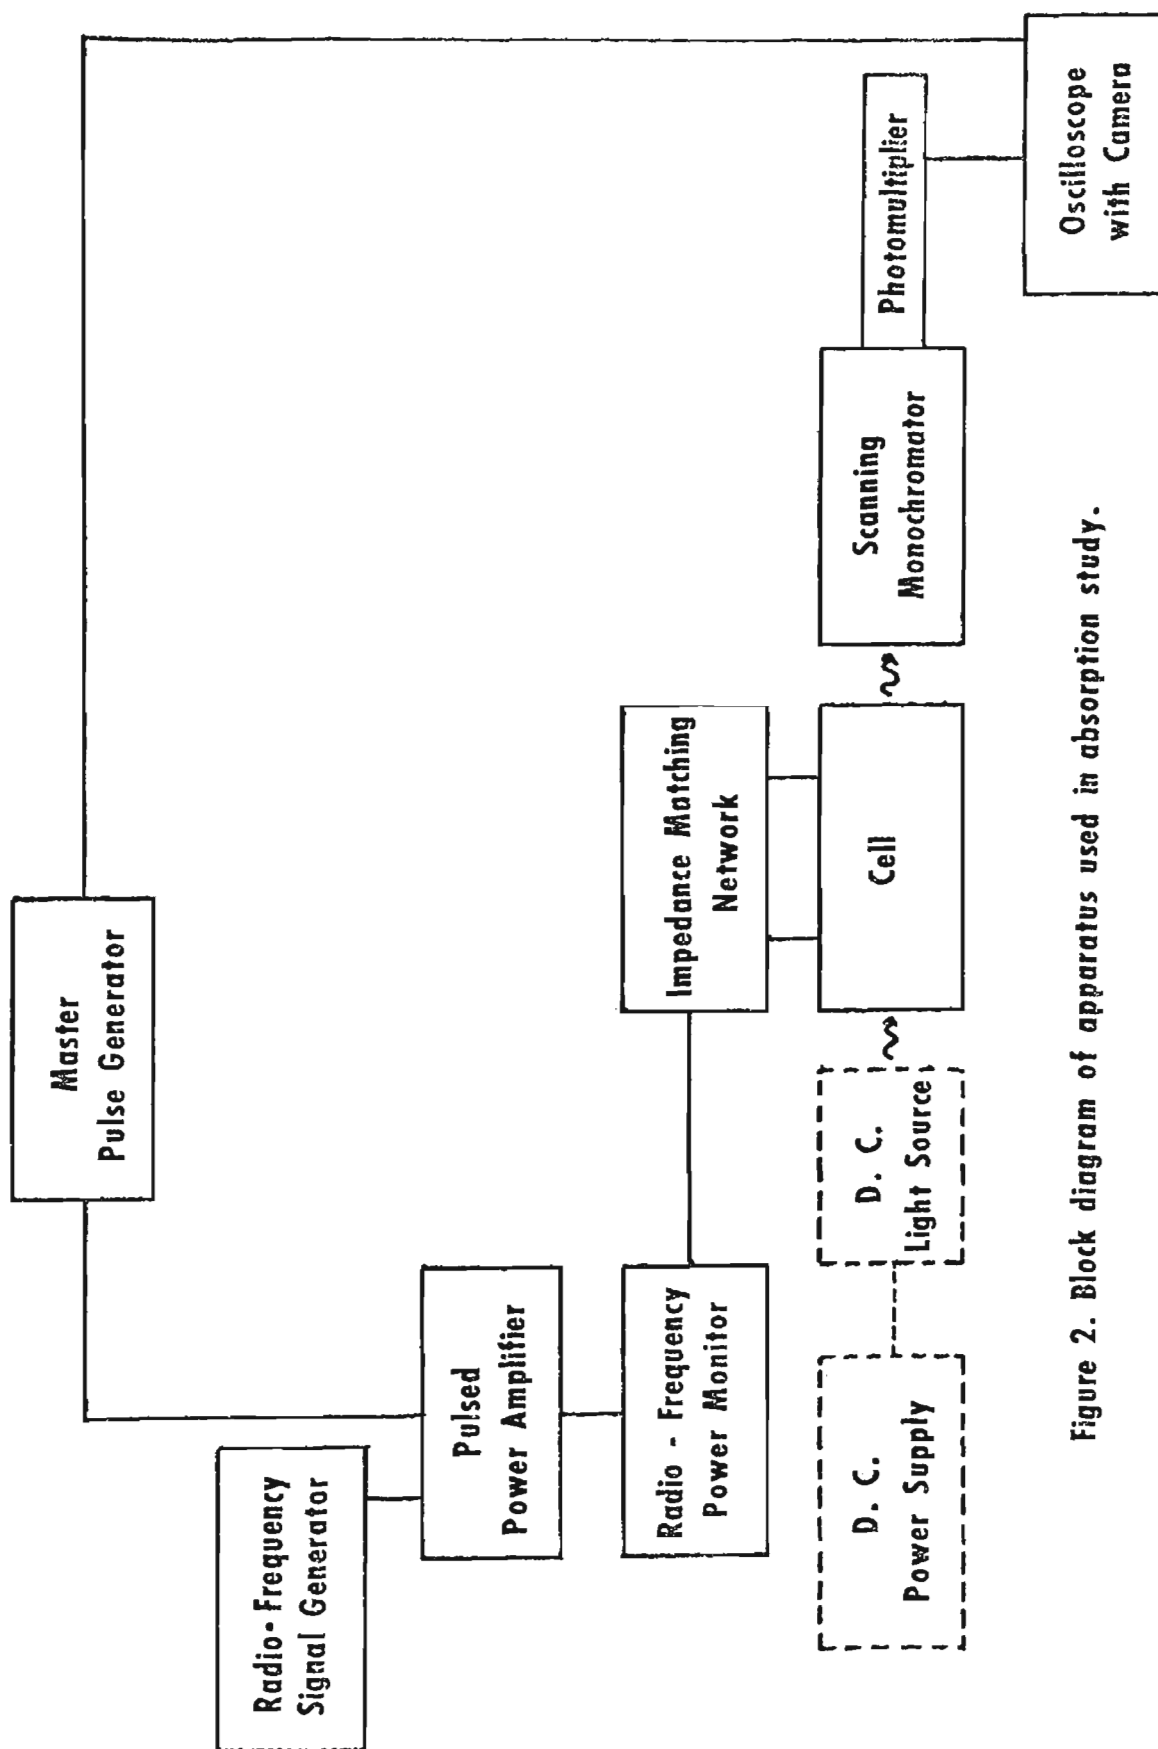 Master
Pulse Generator
Radio-Frequency
Signal Generator
Pulsed
Power Amplifier
Radio - Frequency
Power Monitor
Impedance Matching
Network
D. C.
Power Supply
D. C.
Light Source
Cell
Scanning
Monochromator
Photomultiplier
Oscilloscope
with Camera
Figure 2. Block diagram of apparatus used in absorption study.